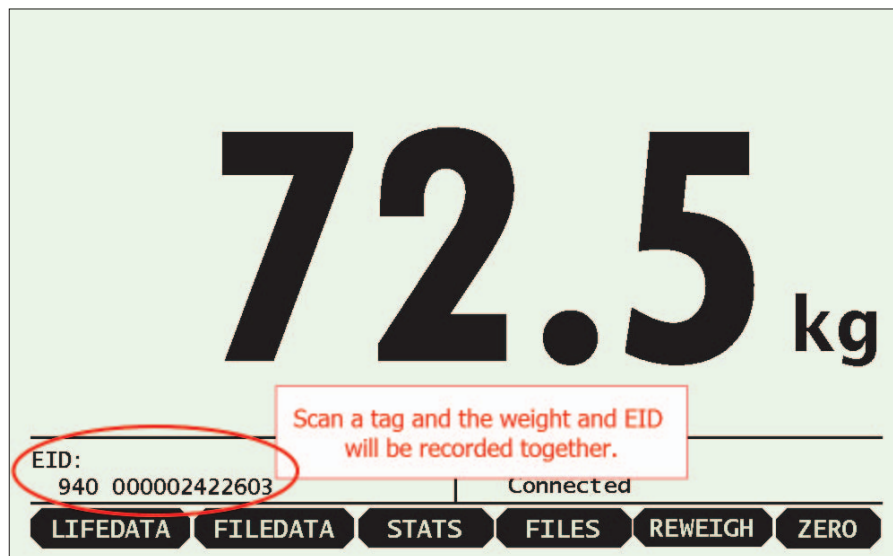 72.5 kg
Scan a tag and the weight and EID
will be recorded together.
EID:
940 000002422603
Connected
LIFEDATA FILEDATA STATS FILES REWEIGH ZERO